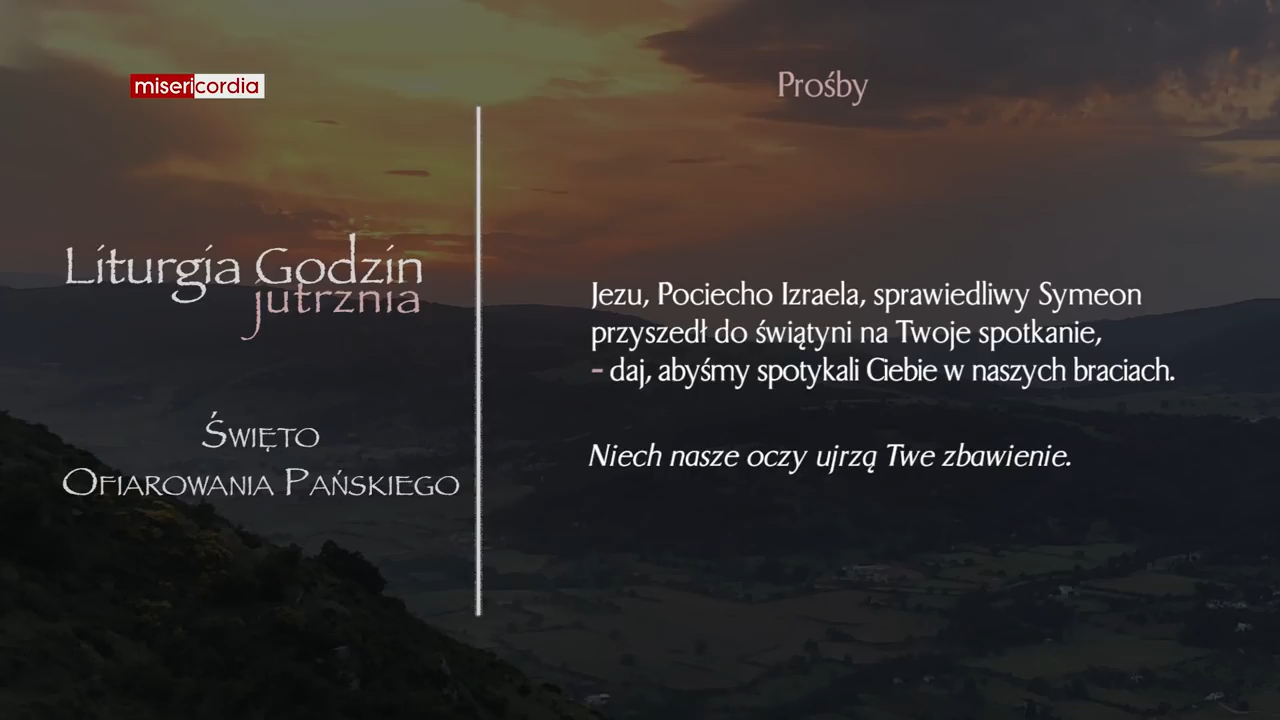 misericordia
Prośby
Liturgia Godzin
jutrznia
Święto
Ofiarowania Pańskiego
Jezu, Pociecho Izraela, sprawiedliwy Symeon
przyszedł do świątyni na Twoje spotkanie,
- daj, abyśmy spotykali Ciebie w naszych braciach.
Niech nasze oczy ujrzą Twe zbawienie.